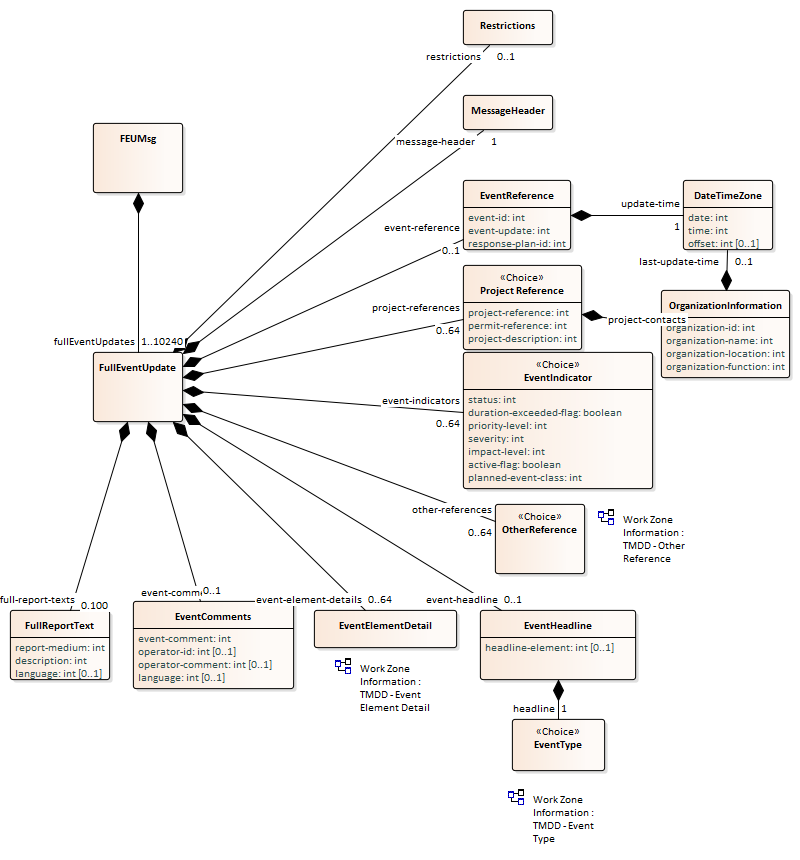 Restrictions
restrictions
0..1
MessageHeader
message-header
1
FEUMsg
EventReference
event-id: int
event-update: int
response-plan-id: int
update-time
1
DateTimeZone
date: int
time: int
offset: int [0..1]
event-reference
0..1
last-update-time
0..1
«Choice»
Project Reference
project-reference: int
permit-reference: int
project-description: int
project-references
0..64
project-contacts
OrganizationInformation
organization-id: int
organization-name: int
organization-location: int
organization-function: int
fullEventUpdates
1..10240
FullEventUpdate
«Choice»
EventIndicator
status: int
duration-exceeded-flag: boolean
priority-level: int
severity: int
impact-level: int
active-flag: boolean
planned-event-class: int
event-indicators
0..64
other-references
0..64
«Choice»
OtherReference
Work Zone
Information :
TMDD - Other
Reference
full-report-texts
0.100
FullReportText
report-medium: int
description: int
language: int [0..1]
event-comm
0..1
EventComments
event-comment: int
operator-id: int [0..1]
operator-comment: int [0..1]
language: int [0..1]
event-element-details
0..64
EventElementDetail
Work Zone
Information :
TMDD - Event
Element Detail
event-headline
0..1
EventHeadline
headline-element: int [0..1]
headline
1
«Choice»
EventType
Work Zone
Information :
TMDD - Event
Type